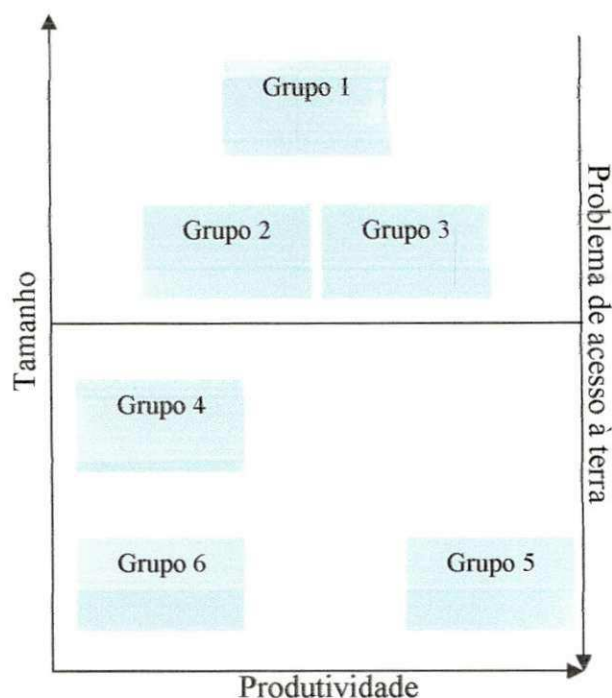 Grupo 1
Grupo 2
Grupo 3
Tamanho
Problema de acesso à terra
Grupo 4
Grupo 6
Grupo 5
Produtividade